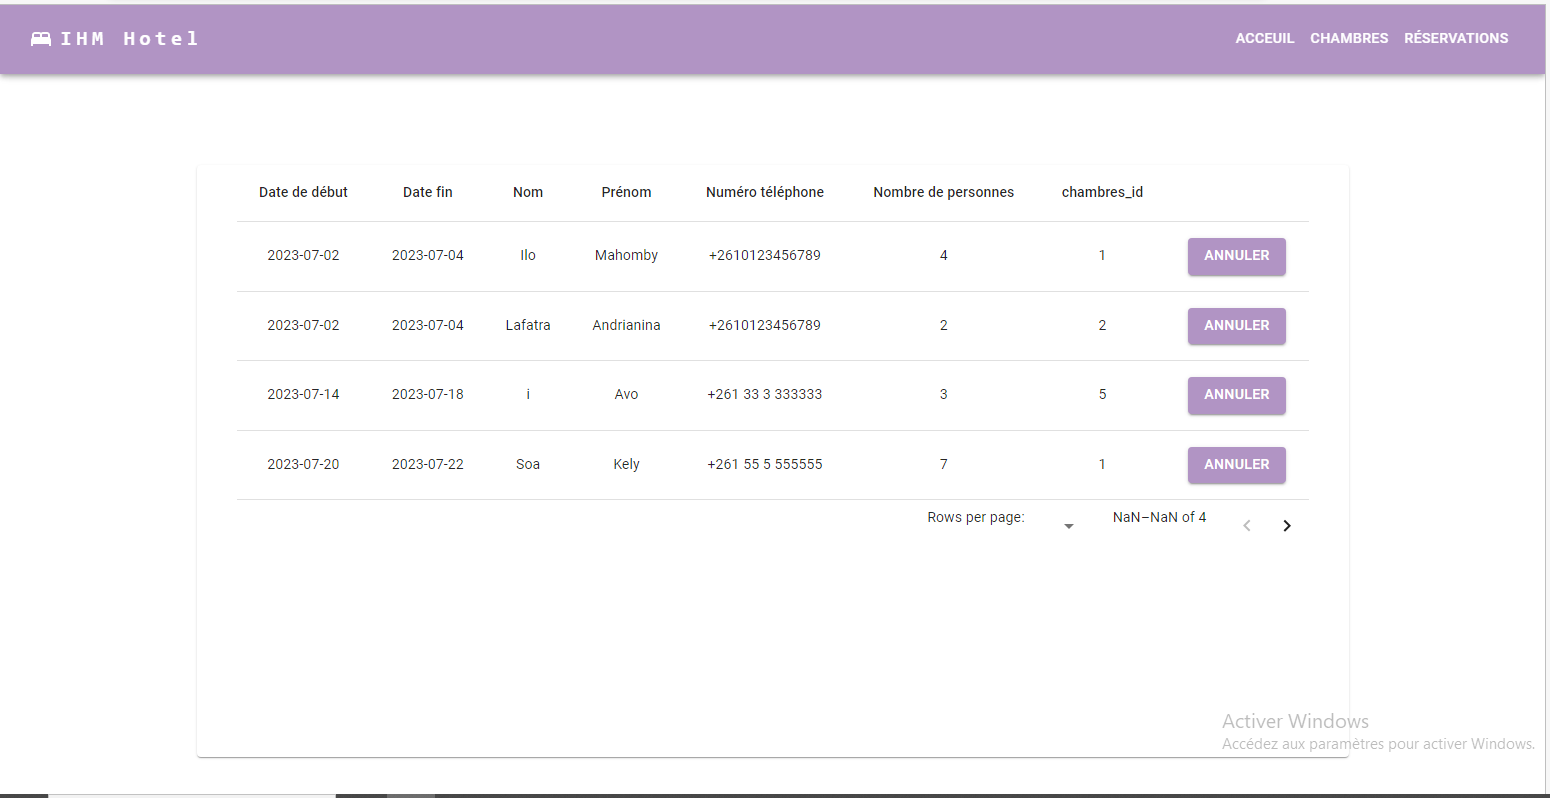 IHM Hotel ACCEUIL CHAMBRES RÉSERVATIONS
Date de début Date fin Nom Prénom Numéro téléphone Nombre de personnes chambres_id
2023-07-02 2023-07-04 Ilo Mahomby +2610123456789 4 1 ANNULER
2023-07-02 2023-07-04 Lafatra Andrianina +2610123456789 2 2 ANNULER
2023-07-14 2023-07-18 i Avo +261 33 3 333333 3 5 ANNULER
2023-07-20 2023-07-22 Soa Kely +261 55 5 555555 7 1 ANNULER
Rows per page: NaN–NaN of 4
Activer Windows
Accédez aux paramètres pour activer Windows.